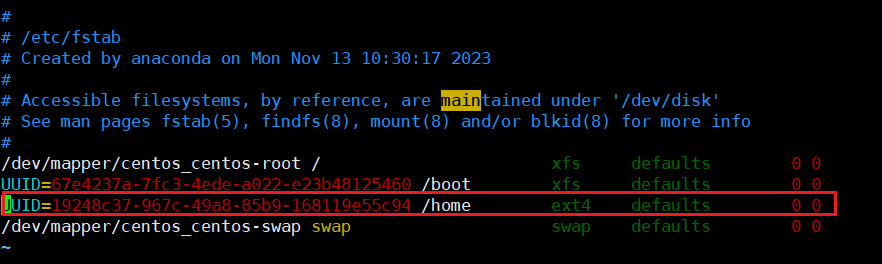 #
# /etc/fstab
# Created by anaconda on Mon Nov 13 10:30:17 2023
#
# Accessible filesystems, by reference, are maintained under '/dev/disk'
# See man pages fstab(5), findfs(8), mount(8) and/or blkid(8) for more info
#
/dev/mapper/centos_centos-root / xfs defaults 0 0
UUID=67e4237a-7fc3-4ede-a022-e23b48125460 /boot xfs defaults 0 0
UUID=19248c37-967c-49a8-85b9-168119e55c94 /home ext4 defaults 0 0
/dev/mapper/centos_centos-swap swap swap defaults 0 0
~